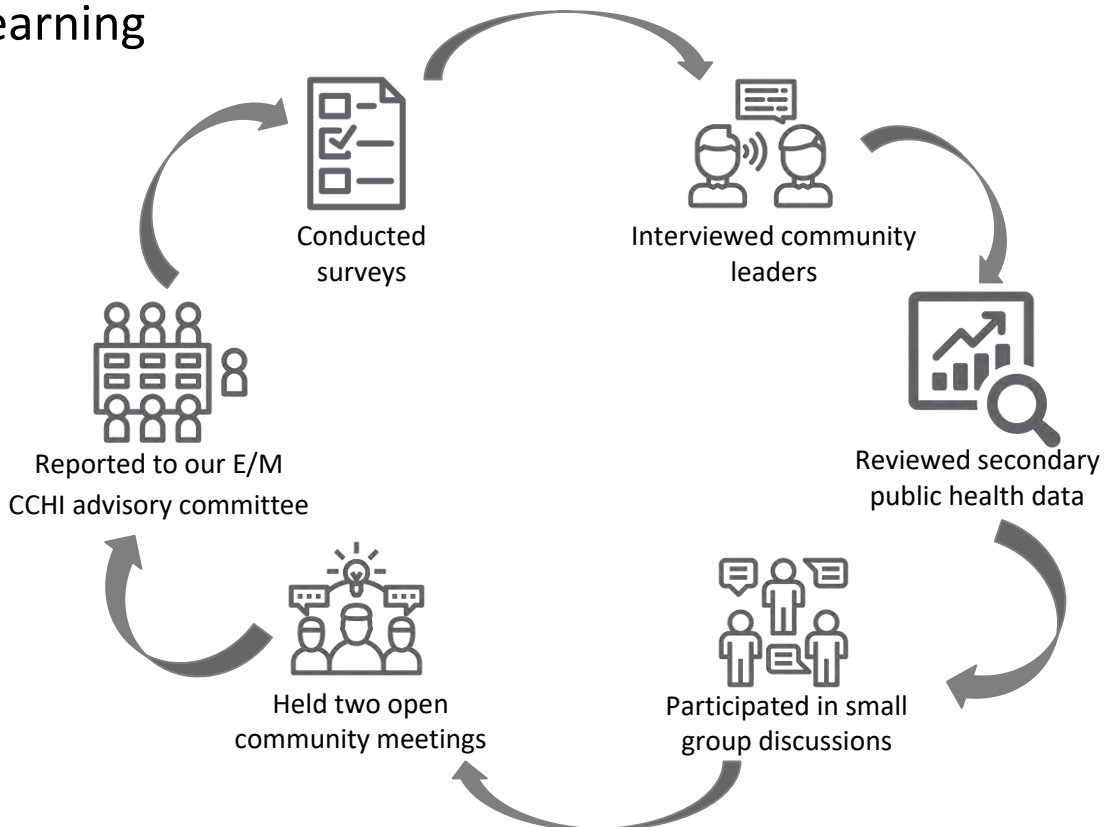 earning
Conducted
surveys
Interviewed community
leaders
Reviewed secondary
public health data
Participated in small
group discussions
Held two open
community meetings
Reported to our E/M
CCHI advisory committee